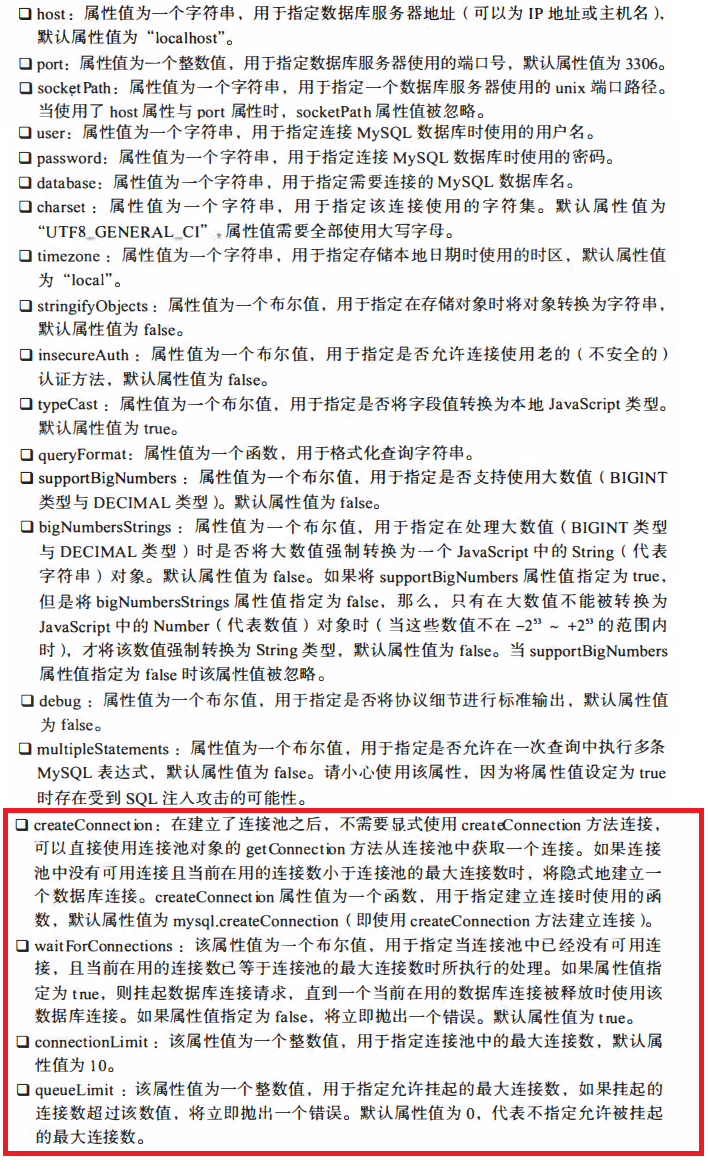 ❑ host：属性值为一个字符串，用于指定数据库服务器地址（可以为 IP 地址或主机名），
默认属性值为“localhost”。
❑ port：属性值为一个整数值，用于指定数据库服务器使用的端口号，默认属性值为 3306。
❑ socketPath：属性值为一个字符串，用于指定一个数据库服务器使用的 unix 端口路径。
当使用了 host 属性与 port 属性时，socketPath 属性值被忽略。
❑ user：属性值为一个字符串，用于指定连接 MySQL 数据库时使用的用户名。
❑ password：属性值为一个字符串，用于指定连接 MySQL 数据库时使用的密码。
❑ database：属性值为一个字符串，用于指定需要连接的 MySQL 数据库名。
❑ charset：属性值为一个字符串，用于指定该连接使用的字符集。默认属性值为
“UTF8_GENERAL_CI”，属性值需要全部使用大写字母。
❑ timezone：属性值为一个字符串，用于指定存储本地日期时使用的时区，默认属性值
为“local”。
❑ stringifyObjects：属性值为一个布尔值，用于指定在存储对象时将对象转换为字符串，
默认属性值为 false。
❑ insecureAuth：属性值为一个布尔值，用于指定是否允许连接使用老的（不安全的）
认证方法，默认属性值为 false。
❑ typeCast：属性值为一个布尔值，用于指定是否将字段值转换为本地 JavaScript 类型。
默认属性值为 true。
❑ queryFormat：属性值为一个函数，用于格式化查询字符串。
❑ supportBigNumbers：属性值为一个布尔值，用于指定是否支持使用大数值（BIGINT
类型与 DECIMAL 类型）。默认属性值为 false。
❑ bigNumbersStrings：属性值为一个布尔值，用于指定在处理大数值（BIGINT 类型
与 DECIMAL 类型）时是否将大数值强制转换为一个 JavaScript 中的 String（代表
字符串）对象。默认属性值为 false。如果将 supportBigNumbers 属性值指定为 true，
但是将 bigNumbersStrings 属性值指定为 false，那么，只有在大数值不能被转换为
JavaScript 中的 Number（代表数值）对象时（当这些数值不在 −2⁵³ ~ +2⁵³ 的范围内
时），才将该数值强制转换为 String 类型，默认属性值为 false。当 supportBigNumbers
属性值指定为 false 时该属性值被忽略。
❑ debug：属性值为一个布尔值，用于指定是否将协议细节进行标准输出，默认属性值
为 false。
❑ multipleStatements：属性值为一个布尔值，用于指定是否允许在一次查询中执行多条
MySQL 表达式，默认属性值为 false。请小心使用该属性，因为将属性值设定为 true
时存在受到 SQL 注入攻击的可能性。
❑ createConnection：在建立了连接池之后，不需要显式使用 createConnection 方法连接，
可以直接使用连接池对象的 getConnection 方法从连接池中获取一个连接。如果连接
池中没有可用连接且当前在用的连接数小于连接池的最大连接数时，将隐式地建立一
个数据库连接。createConnection 属性值为一个函数，用于指定建立连接时使用的函
数，默认属性值为 mysql.createConnection（即使用 createConnection 方法建立连接）。
❑ waitForConnections：该属性值为一个布尔值，用于指定当连接池中已经没有可用连
接，且当前在用的连接数已等于连接池的最大连接数时所执行的处理。如果属性值指
定为 true，则挂起数据库连接请求，直到一个当前在用的数据库连接被释放时使用该
数据库连接。如果属性值指定为 false，将立即抛出一个错误。默认属性值为 true。
❑ connectionLimit：该属性值为一个整数值，用于指定连接池中的最大连接数，默认属
性值为 10。
❑ queueLimit：该属性值为一个整数值，用于指定允许挂起的最大连接数，如果挂起的
连接数超过该数值，将立即抛出一个错误。默认属性值为 0，代表不指定允许被挂起
的最大连接数。